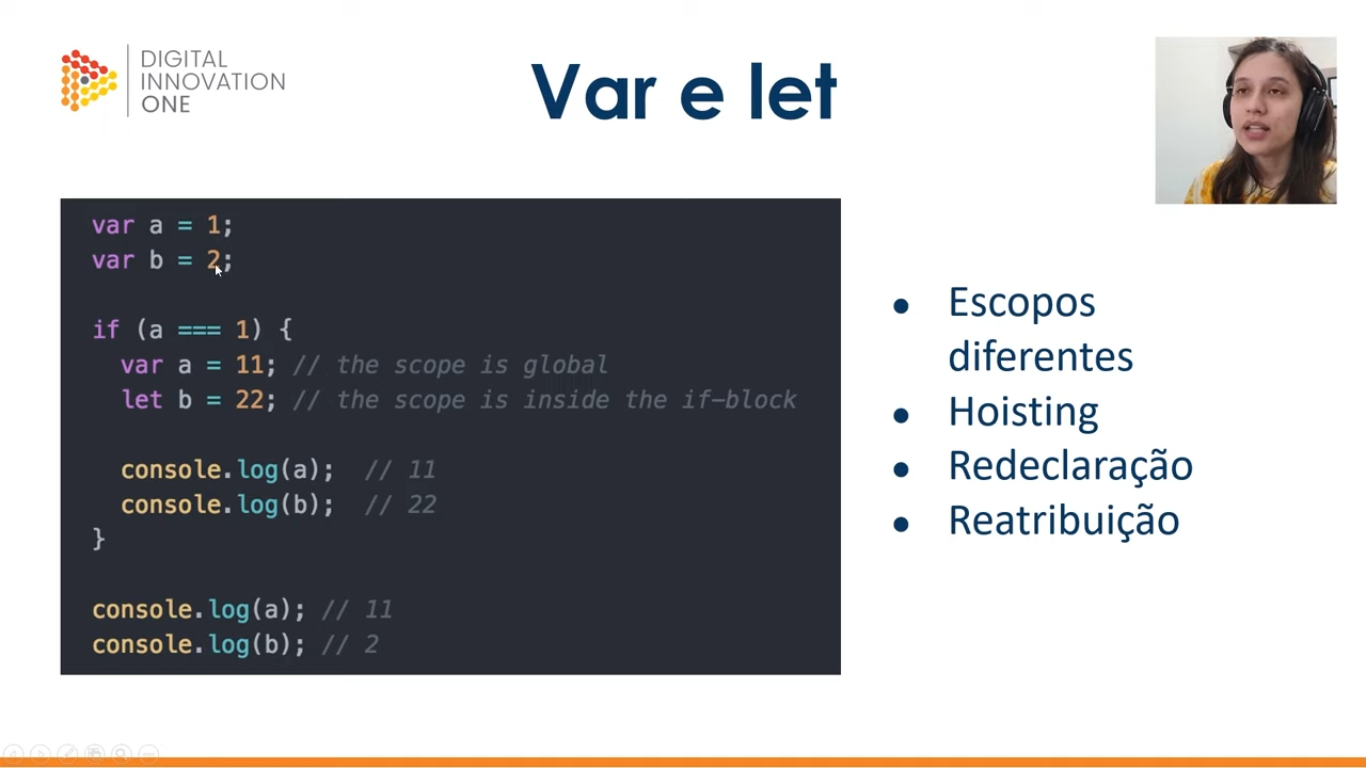 DIGITAL
INNOVATION
ONE
Var e let
var a = 1;
var b = 2;
if (a === 1) {
var a = 11; // the scope is global
let b = 22; // the scope is inside the if-block
console.log(a); // 11
console.log(b); // 22
}
console.log(a); // 11
console.log(b); // 2
● Escopos
diferentes
● Hoisting
● Redeclaração
● Reatribuição